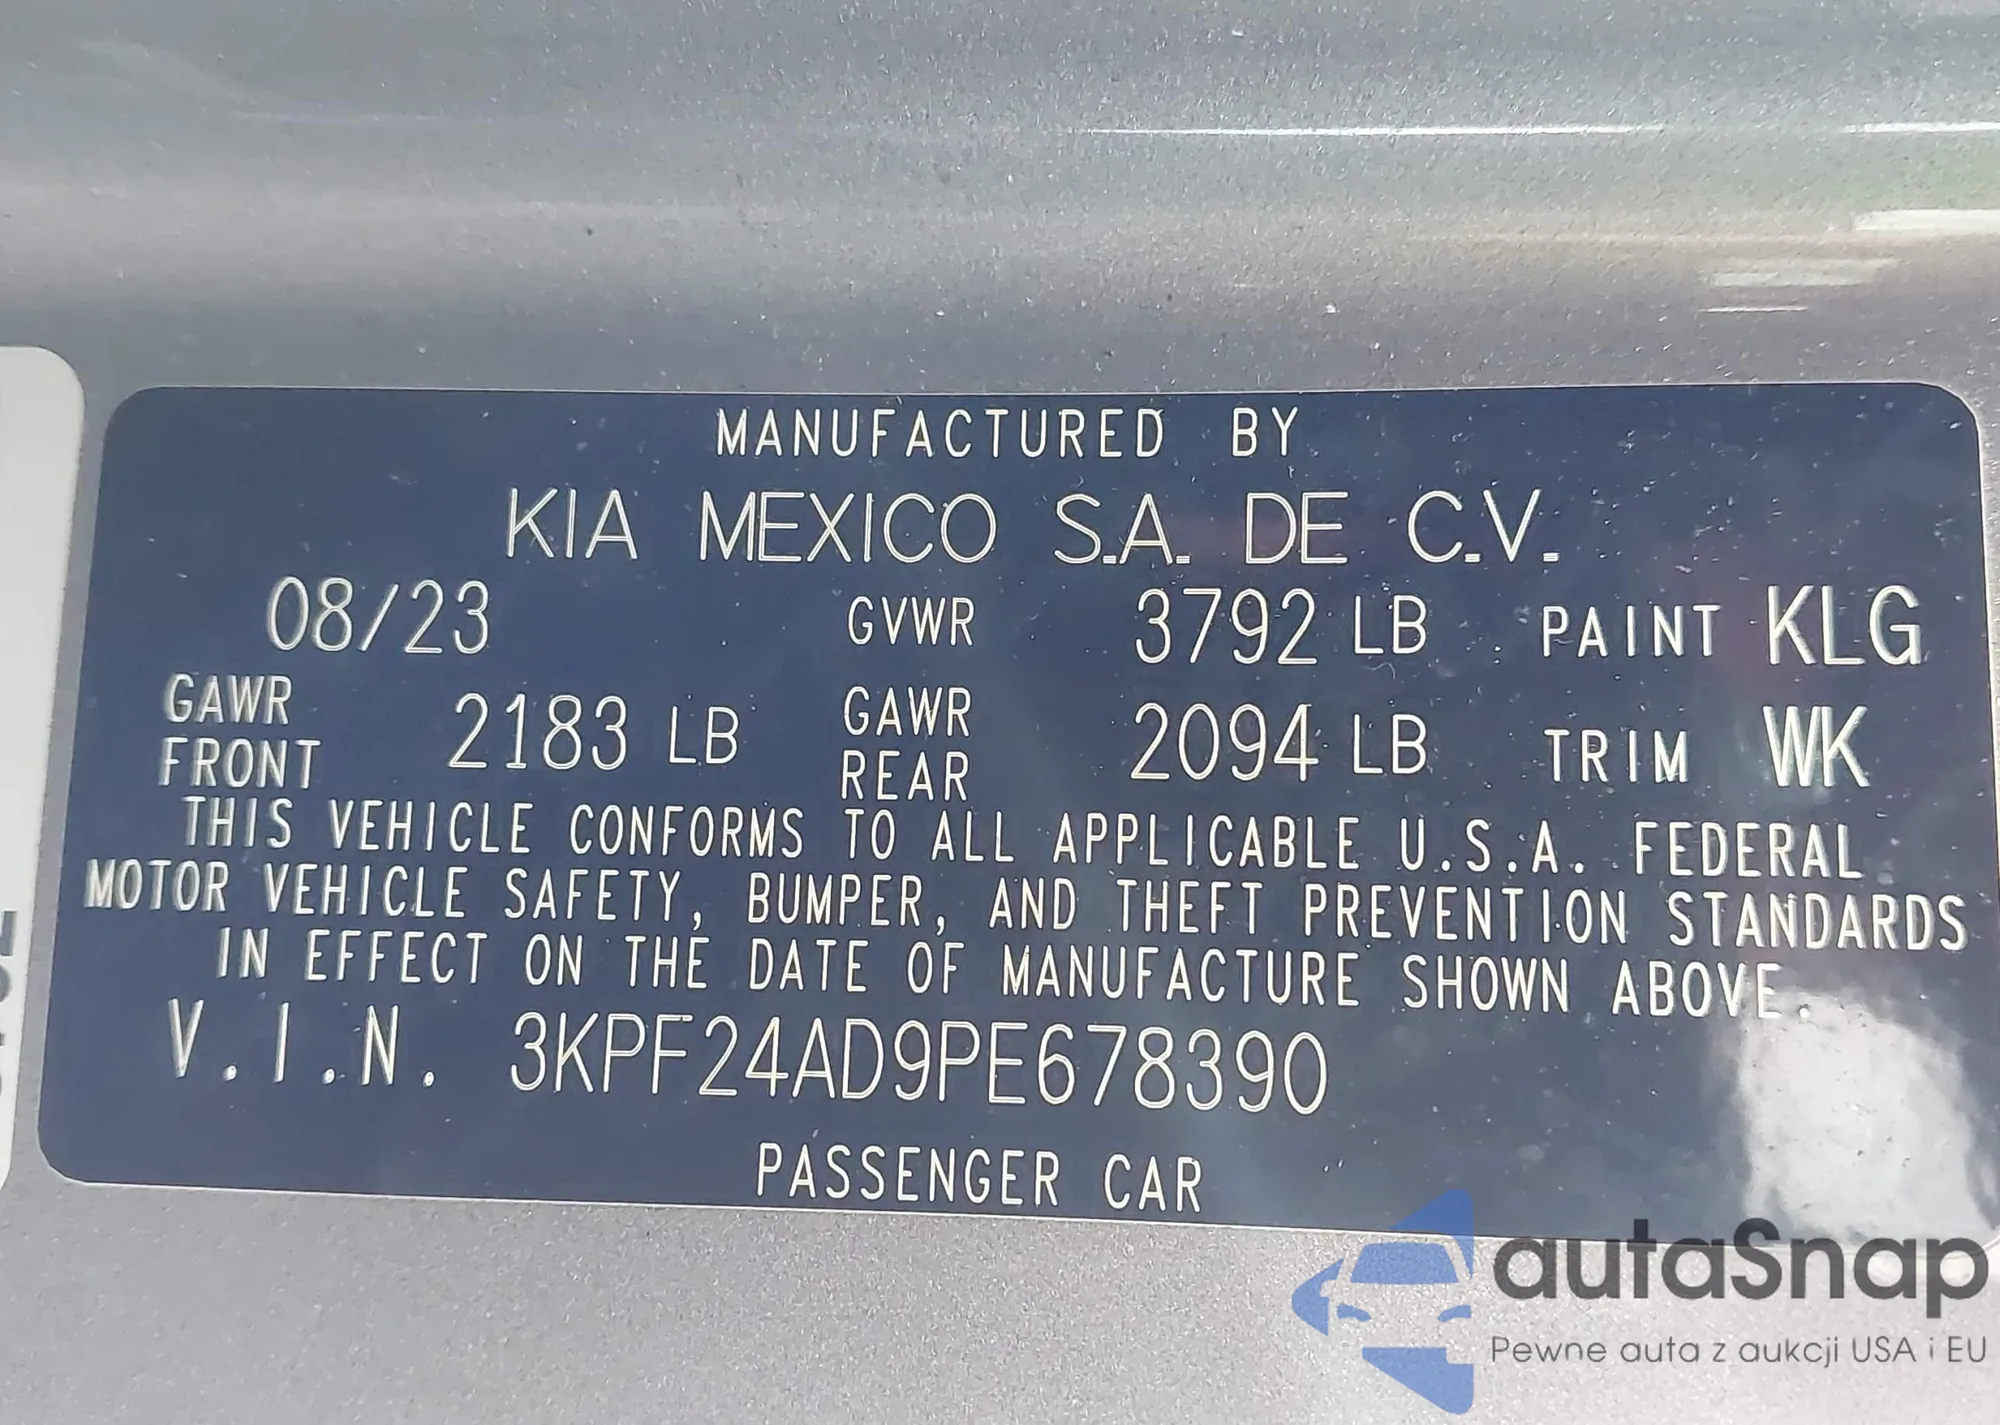 MANUFACTURED BY
KIA MEXICO S.A. DE C.V.
08/23 GVWR 3792 LB PAINT KLG
GAWR FRONT 2183 LB GAWR REAR 2094 LB TRIM WK
THIS VEHICLE CONFORMS TO ALL APPLICABLE U.S.A. FEDERAL
MOTOR VEHICLE SAFETY, BUMPER, AND THEFT PREVENTION STANDARDS
IN EFFECT ON THE DATE OF MANUFACTURE SHOWN ABOVE.
V.I.N. 3KPF24AD9PE678390
PASSENGER CAR
autaSnap
Pewne auta z aukcji USA i EU